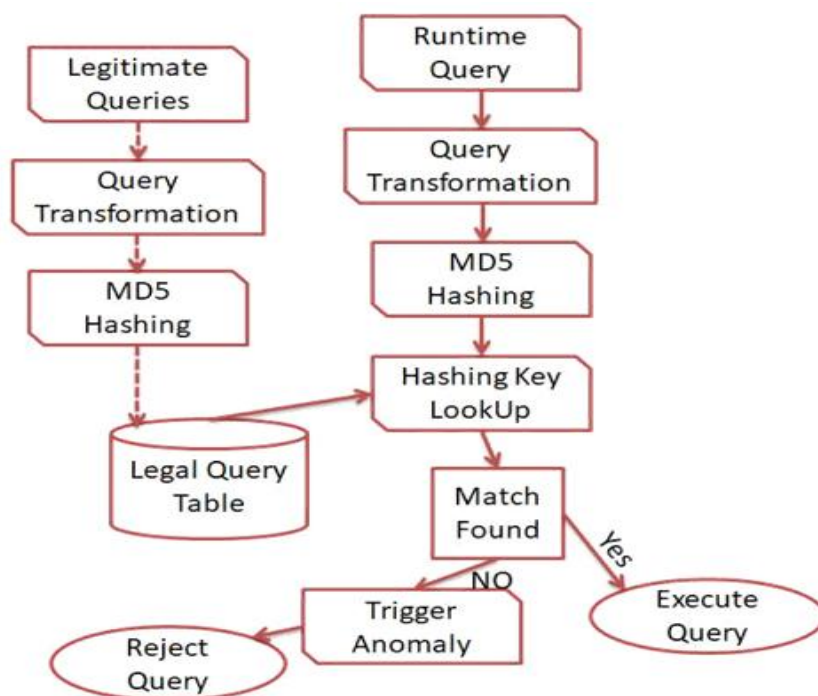 Legitimate
Queries
Query
Transformation
MD5
Hashing
Legal Query
Table
Runtime
Query
Query
Transformation
MD5
Hashing
Hashing Key
LookUp
Match
Found
Yes
NO
Execute
Query
Trigger
Anomaly
Reject
Query